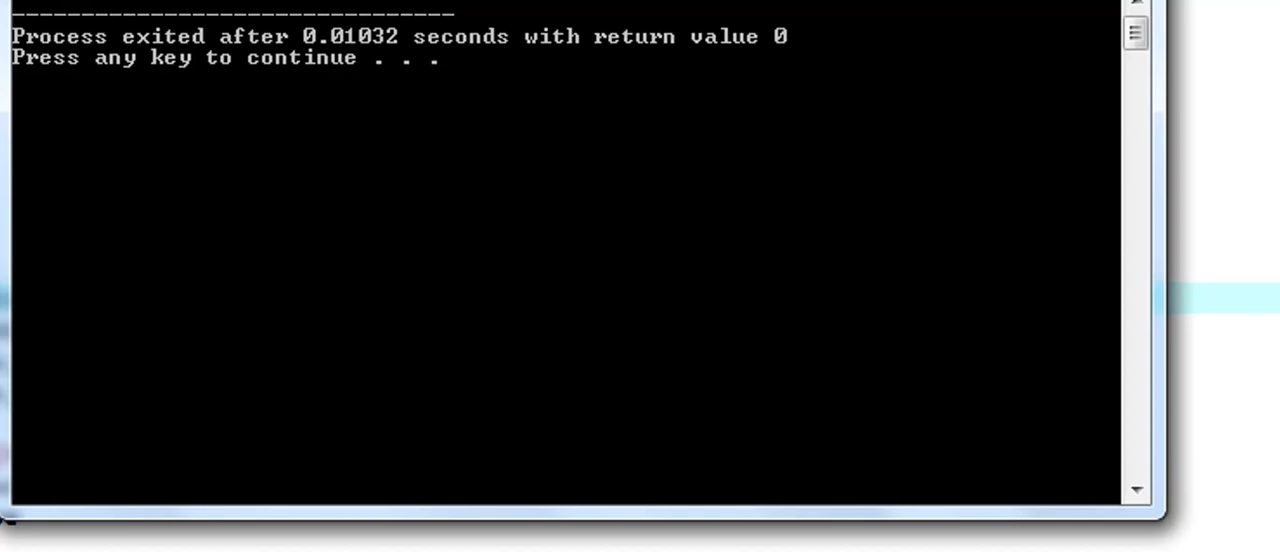 --------------------------------
Process exited after 0.01032 seconds with return value 0
Press any key to continue . . .